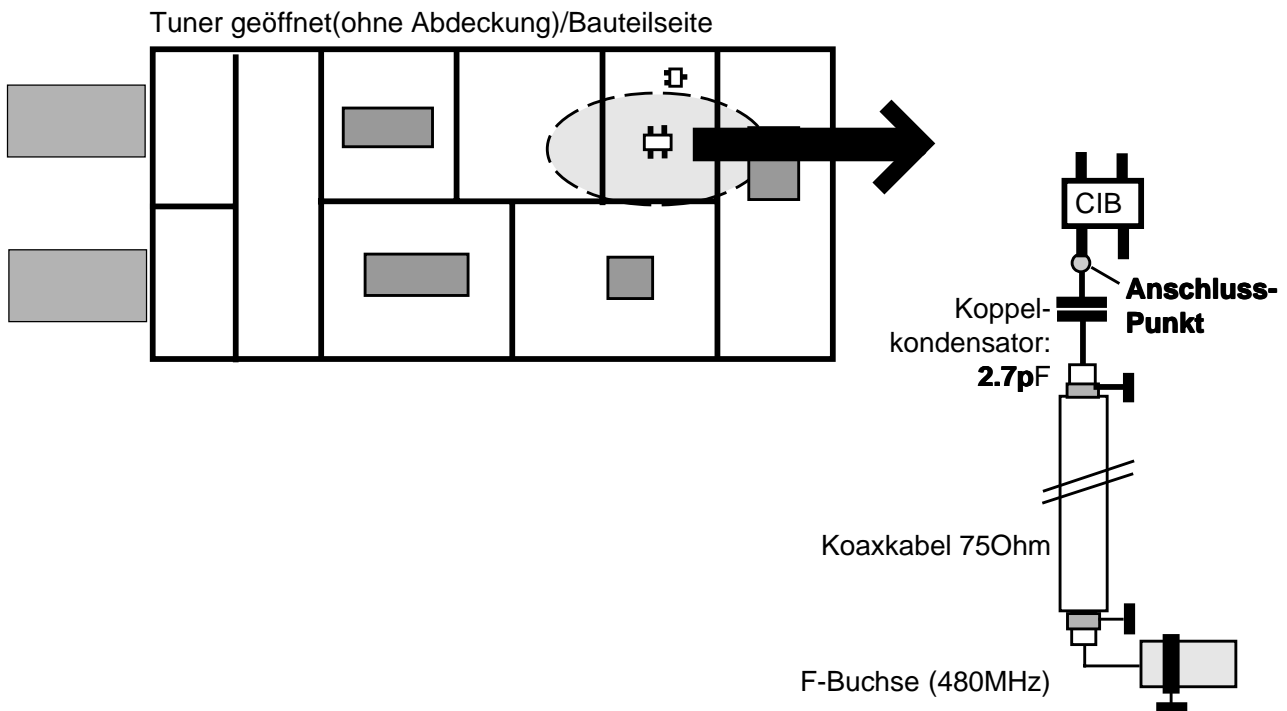 Tuner geöffnet(ohne Abdeckung)/Bauteilseite
CIB
Anschluss-
Punkt
Koppel-
kondensator:
2.7pF
Koaxkabel 75Ohm
F-Buchse (480MHz)